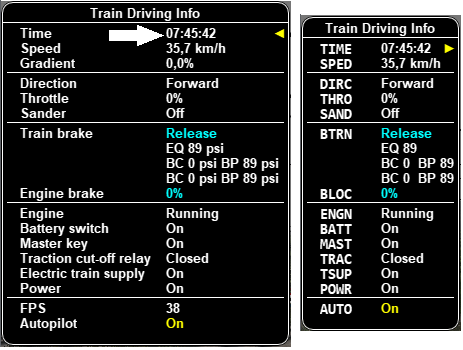 Train Driving Info
Time 07:45:42 ◄
Speed 35,7 km/h
Gradient 0,0%
Direction Forward
Throttle 0%
Sander Off
Train brake Release
EQ 89 psi
BC 0 psi BP 89 psi
BC 0 psi BP 89 psi
Engine brake 0%
Engine Running
Battery switch On
Master key On
Traction cut-off relay Closed
Electric train supply On
Power On
FPS 38
Autopilot On
Train Driving Info
TIME 07:45:42 ►
SPED 35,7 km/h
DIRC Forward
THRO 0%
SAND Off
BTRN Release
EQ 89
BC 0 BP 89
BC 0 BP 89
BLOC 0%
ENGN Running
BATT On
MAST On
TRAC Closed
TSUP On
POWR On
AUTO On